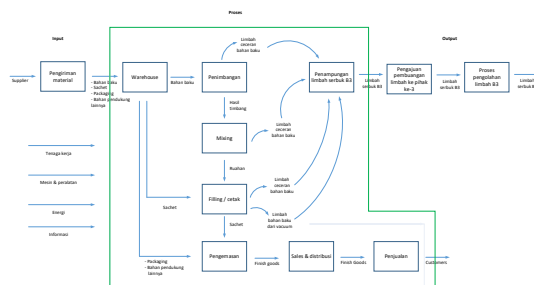 Proses
Input
Output
Limbah
ceceran
bahan baku
Supplier
Pengiriman
material
- Bahan baku
- Sachet
- Packaging
- Bahan pendukung
lainnya
Warehouse
Bahan baku
Penimbangan
Penampungan
limbah serbuk B3
Limbah
serbuk B3
Pengajuan
pembuangan
limbah ke pihak
ke-3
Limbah
serbuk B3
Proses
pengolahan
limbah B3
Limbah
serbuk B3
Hasil
timbang
Mixing
Limbah
ceceran
bahan baku
Tenaga kerja
Ruahan
Mesin & peralatan
Limbah
ceceran
bahan baku
Sachet
Filling / cetak
Energi
Limbah
bahan baku
dari vacuum
Sachet
Informasi
- Packaging
- Bahan pendukung
lainnya
Pengemasan
Finish goods
Sales & distribusi
Finish Goods
Penjualan
Customers